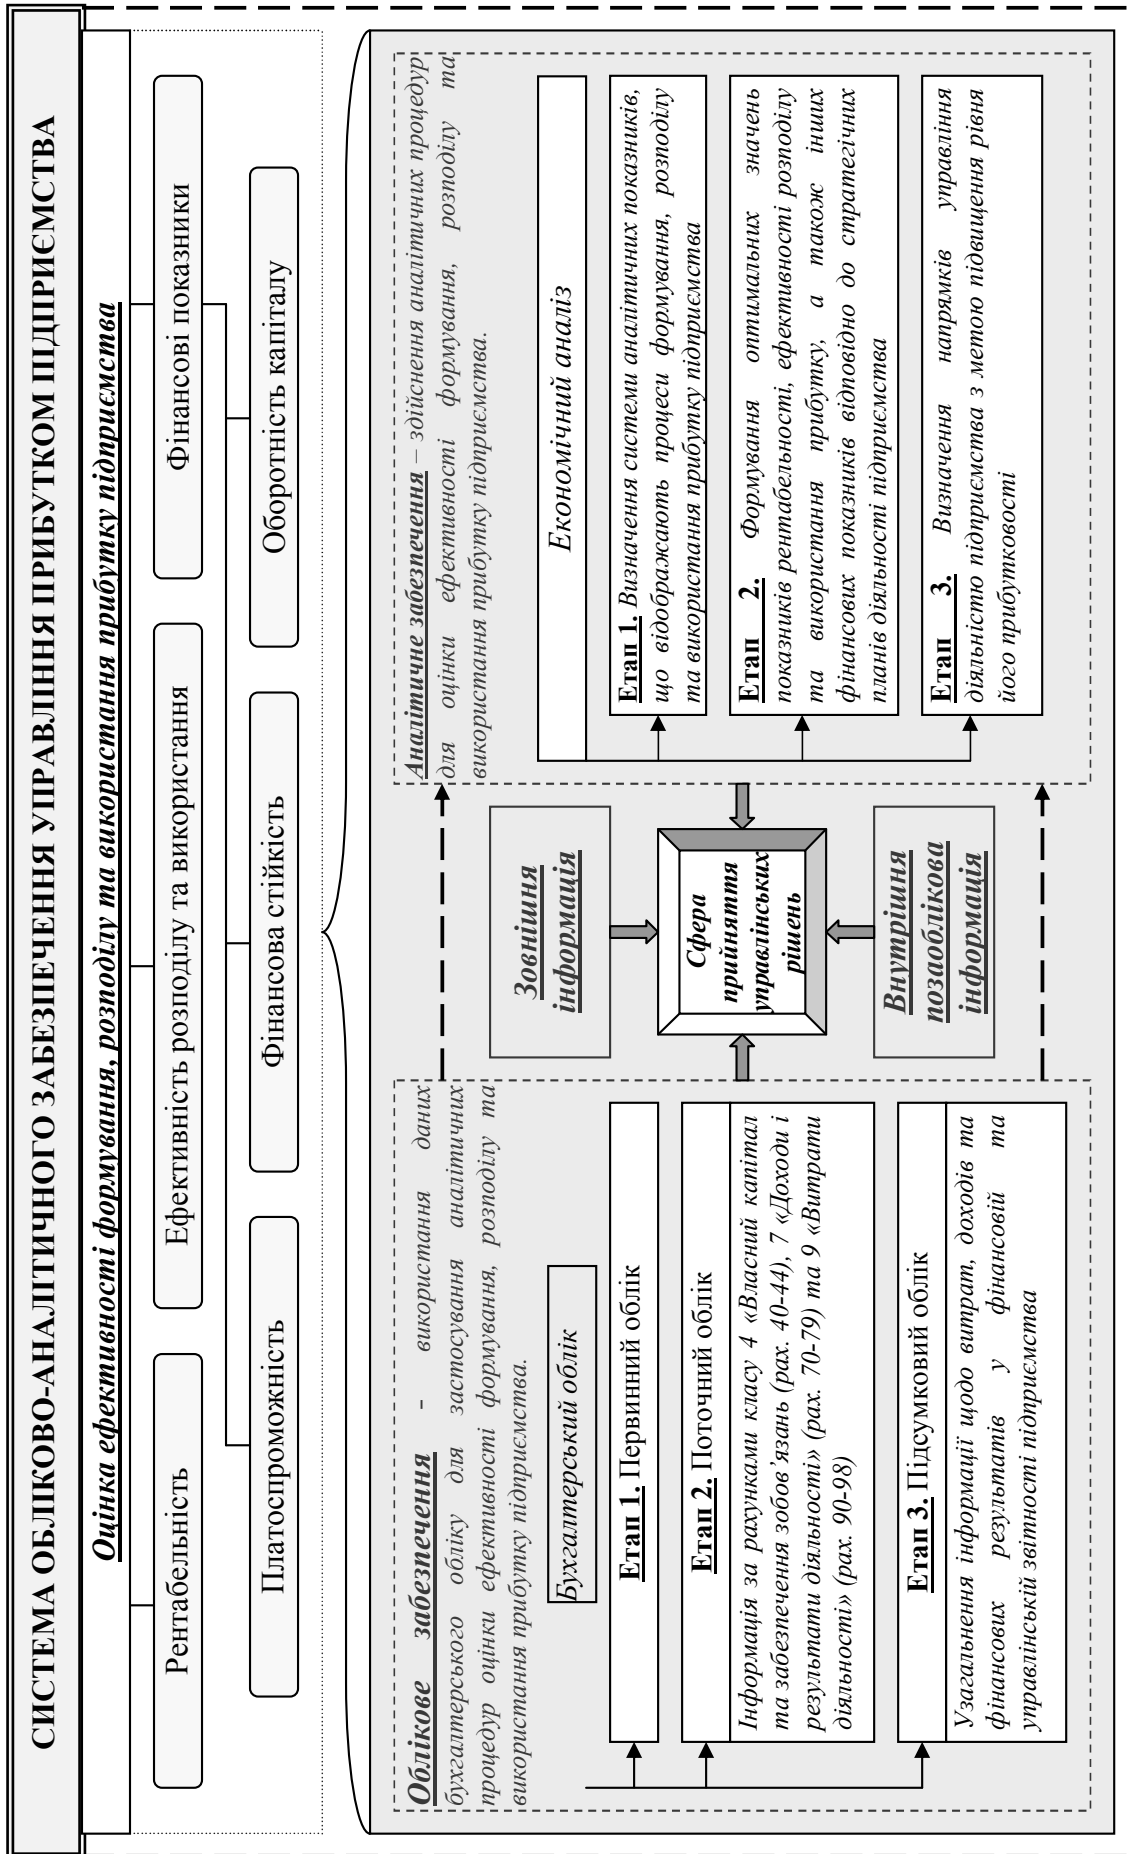 СИСТЕМА ОБЛІКОВО-АНАЛІТИЧНОГО ЗАБЕЗПЕЧЕННЯ УПРАВЛІННЯ ПРИБУТКОМ ПІДПРИЄМСТВА
Оцінка ефективності формування, розподілу та використання прибутку підприємства
Рентабельність
Ефективність розподілу та використання
Фінансові показники
Платоспроможність
Фінансова стійкість
Оборотність капіталу
Облікове забезпечення - використання даних
бухгалтерського обліку для застосування аналітичних
процедур оцінки ефективності формування, розподілу та
використання прибутку підприємства.
Бухгалтерський облік
Етап 1. Первинний облік
Етап 2. Поточний облік
Інформація за рахунками класу 4 «Власний капітал
та забезпечення зобов'язань (рах. 40-44), 7 «Доходи і
результати діяльності» (рах. 70-79) та 9 «Витрати
діяльності» (рах. 90-98)
Етап 3. Підсумковий облік
Узагальнення інформації щодо витрат, доходів та
фінансових результатів у фінансовій та
управлінській звітності підприємства
Зовнішня
інформація
Сфера
прийняття
управлінських
рішень
Внутрішня
позаоблікова
інформація
Аналітичне забезпечення – здійснення аналітичних процедур
для оцінки ефективності формування, розподілу та
використання прибутку підприємства.
Економічний аналіз
Етап 1. Визначення системи аналітичних показників,
що відображають процеси формування, розподілу
та використання прибутку підприємства
Етап 2. Формування оптимальних значень
показників рентабельності, ефективності розподілу
та використання прибутку, а також інших
фінансових показників відповідно до стратегічних
планів діяльності підприємства
Етап 3. Визначення напрямків управління
діяльністю підприємства з метою підвищення рівня
його прибутковості